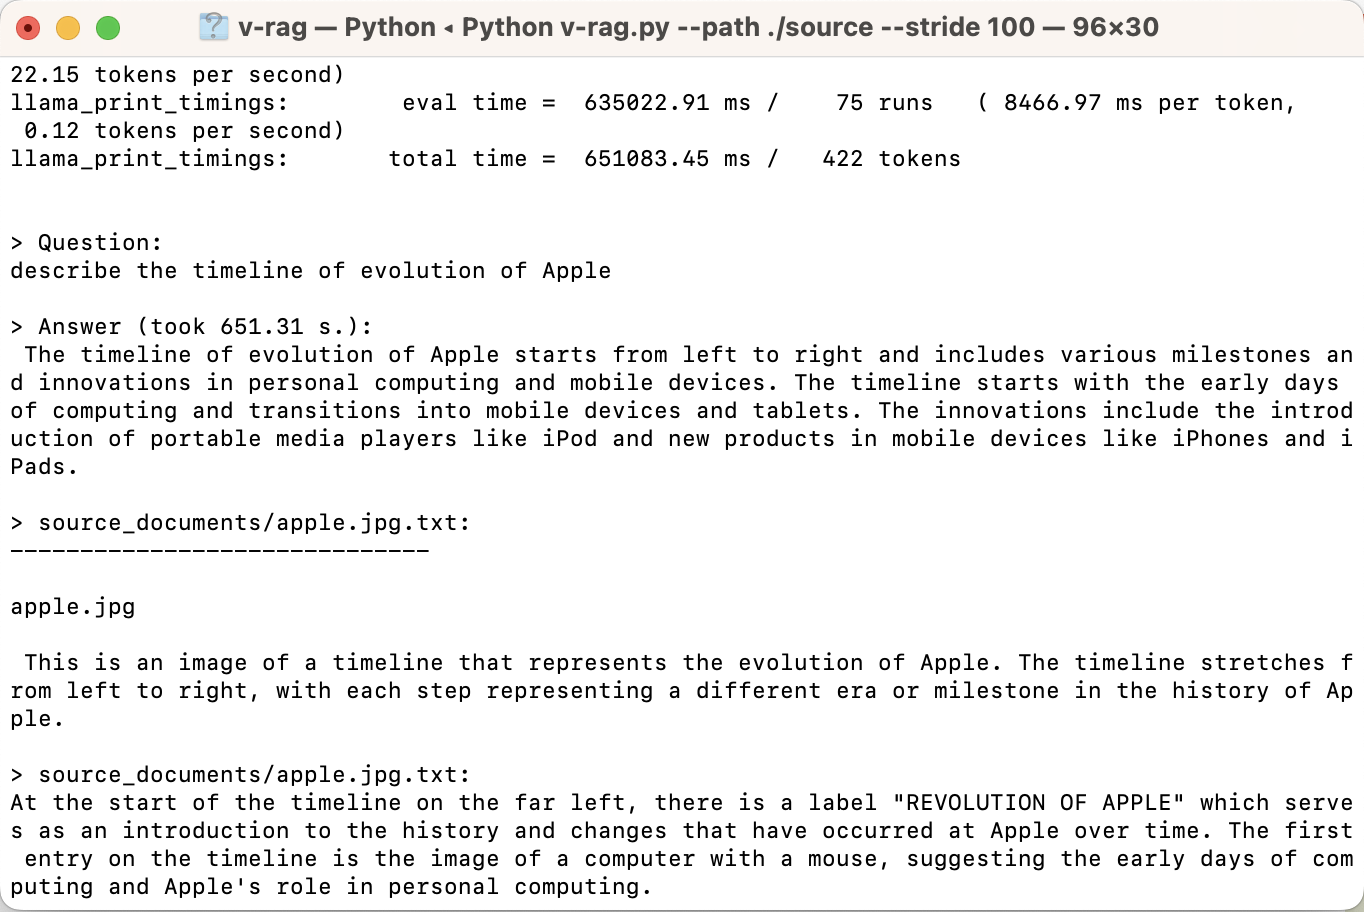 v-rag — Python ◂ Python v-rag.py --path ./source --stride 100 — 96×30
22.15 tokens per second)
llama_print_timings:        eval time =  635022.91 ms /    75 runs   ( 8466.97 ms per token,
 0.12 tokens per second)
llama_print_timings:       total time =  651083.45 ms /   422 tokens
> Question:
describe the timeline of evolution of Apple
> Answer (took 651.31 s.):
 The timeline of evolution of Apple starts from left to right and includes various milestones an
d innovations in personal computing and mobile devices. The timeline starts with the early days
of computing and transitions into mobile devices and tablets. The innovations include the introd
uction of portable media players like iPod and new products in mobile devices like iPhones and i
Pads.
> source_documents/apple.jpg.txt:
------------------------------
apple.jpg
 This is an image of a timeline that represents the evolution of Apple. The timeline stretches f
rom left to right, with each step representing a different era or milestone in the history of Ap
ple.
> source_documents/apple.jpg.txt:
At the start of the timeline on the far left, there is a label "REVOLUTION OF APPLE" which serve
s as an introduction to the history and changes that have occurred at Apple over time. The first
 entry on the timeline is the image of a computer with a mouse, suggesting the early days of com
puting and Apple's role in personal computing.